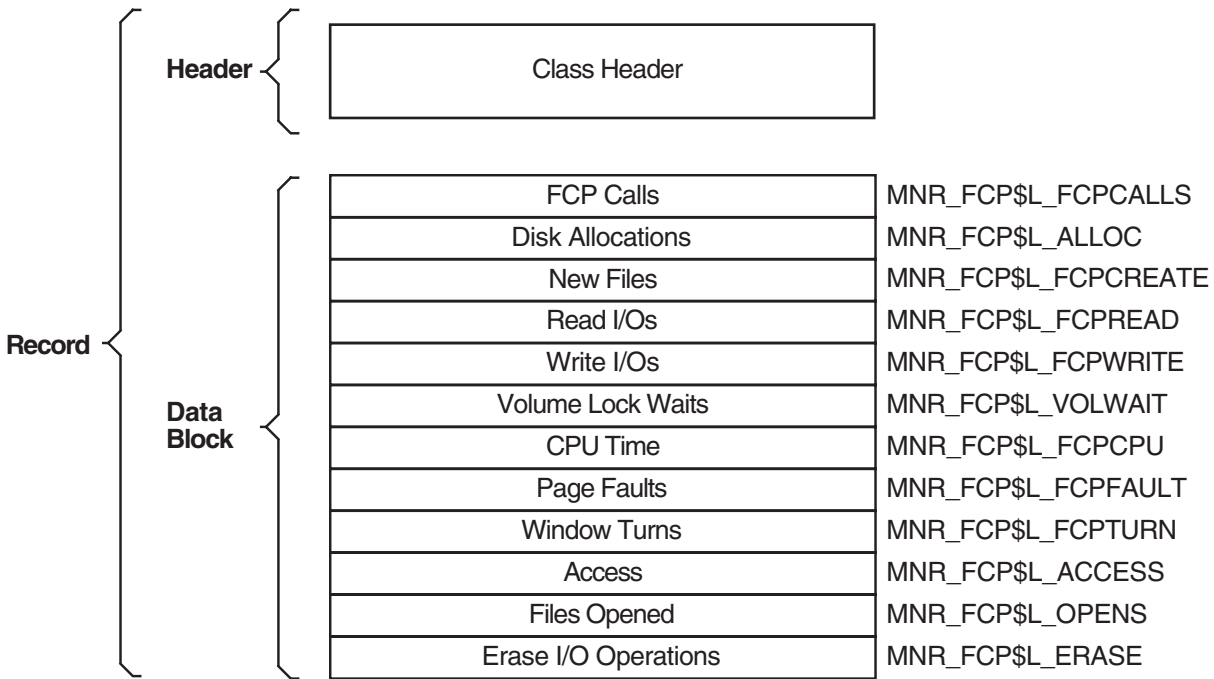 Header
Class Header
Record
Data
Block
FCP Calls MNR_FCP$L_FCPCALLS
Disk Allocations MNR_FCP$L_ALLOC
New Files MNR_FCP$L_FCPCREATE
Read I/Os MNR_FCP$L_FCPREAD
Write I/Os MNR_FCP$L_FCPWRITE
Volume Lock Waits MNR_FCP$L_VOLWAIT
CPU Time MNR_FCP$L_FCPCPU
Page Faults MNR_FCP$L_FCPFAULT
Window Turns MNR_FCP$L_FCPTURN
Access MNR_FCP$L_ACCESS
Files Opened MNR_FCP$L_OPENS
Erase I/O Operations MNR_FCP$L_ERASE